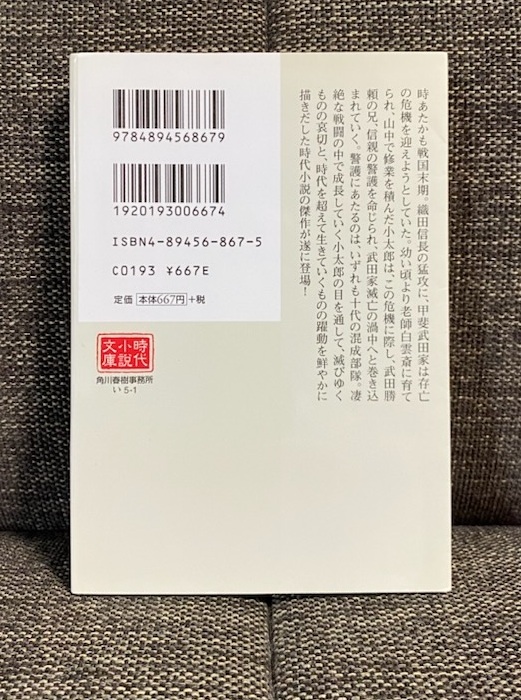 時あたかも戦国末期。織田信長の猛攻に、甲斐武田家は存亡
の危機を迎えようとしていた。幼い頃より老師白雲斎に育て
られ、山中で修業を積んだ小太郎は、この危機に際し、武田勝
頼の兄、信親の警護を命じられ、武田家滅亡の渦中へと巻き込
まれていく。警護にあたるのは、いずれも十代の混成部隊。凄
絶な戦闘の中で成長していく小太郎の目を通して、滅びゆく
ものの哀切と、時代を超えて生きていくものの躍動を鮮やかに
描きだした時代小説の傑作が遂に登場！
9784894568679
1920193006674
ISBN4-89456-867-5
C0193 ¥667E
定価 本体667円 +税
時代
小説
文庫
角川春樹事務所
い 5-1